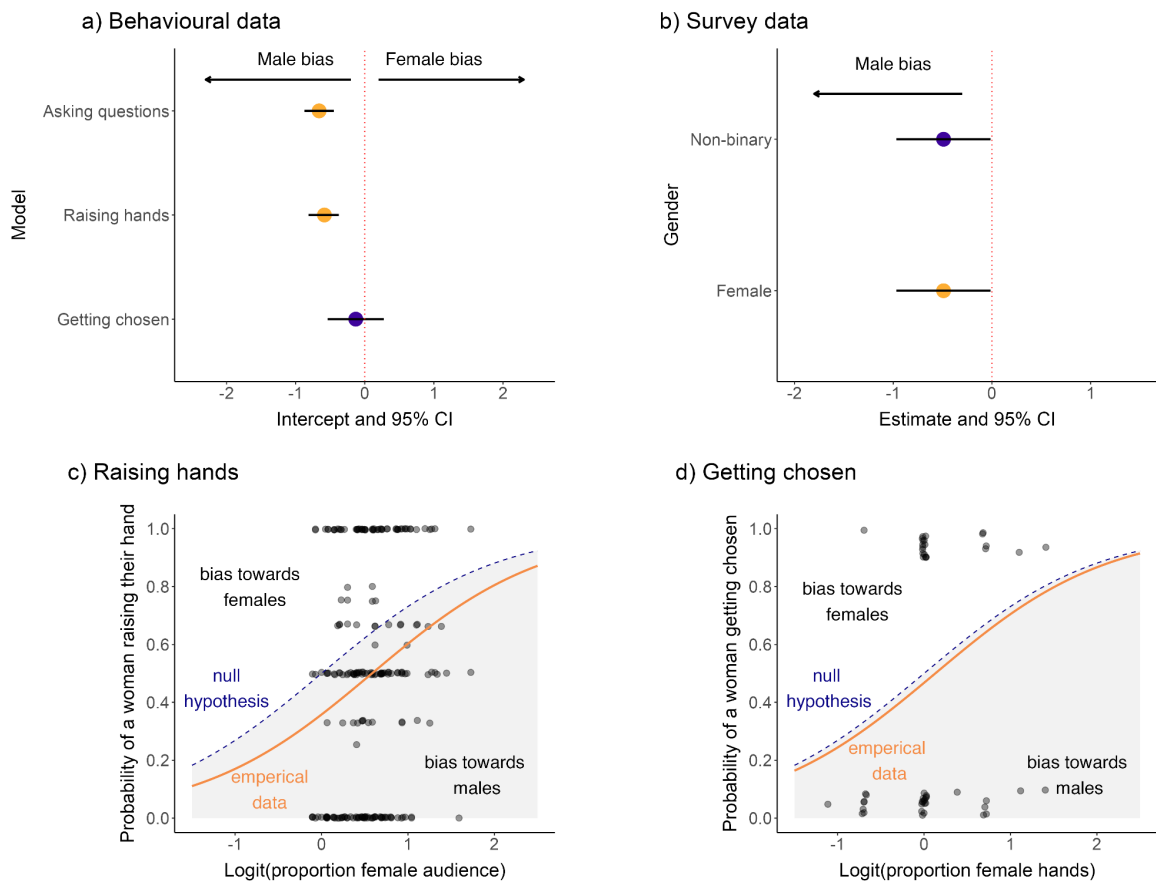 a) Behavioural data
Male bias
Female bias
Asking questions
Raising hands
Getting chosen
Model
-2
-1
0
1
2
Intercept and 95% CI
b) Survey data
Male bias
Non-binary
Female
Gender
-2
-1
0
1
Estimate and 95% CI
c) Raising hands
Probability of a woman raising their hand
1.0
0.8
0.6
0.4
0.2
0.0
bias towards
females
null
hypothesis
emperical
data
bias towards
males
-1
0
1
2
Logit(proportion female audience)
d) Getting chosen
Probability of a woman getting chosen
1.0
0.8
0.6
0.4
0.2
0.0
bias towards
females
null
hypothesis
emperical
data
bias towards
males
-1
0
1
2
Logit(proportion female hands)